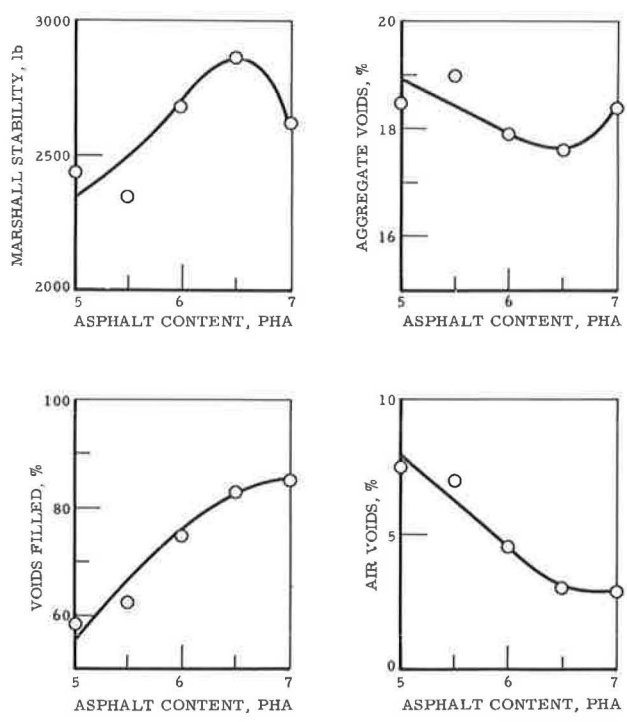 3000
2500
2000
MARSHALL STABILITY, lb
5 6 7
ASPHALT CONTENT, PHA
20
18
16
AGGREGATE VOIDS, %
5 6 7
ASPHALT CONTENT, PHA
100
80
60
VOIDS FILLED, %
5 6 7
ASPHALT CONTENT, PHA
10
5
0
AIR VOIDS, %
5 6 7
ASPHALT CONTENT, PHA